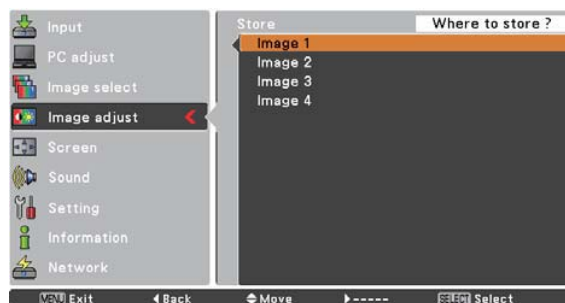 Input
PC adjust
Image select
Image adjust
Screen
Sound
Setting
Information
Network
Store
Where to store ?
Image 1
Image 2
Image 3
Image 4
MENU Exit
Back
Move
-----
SELECT Select